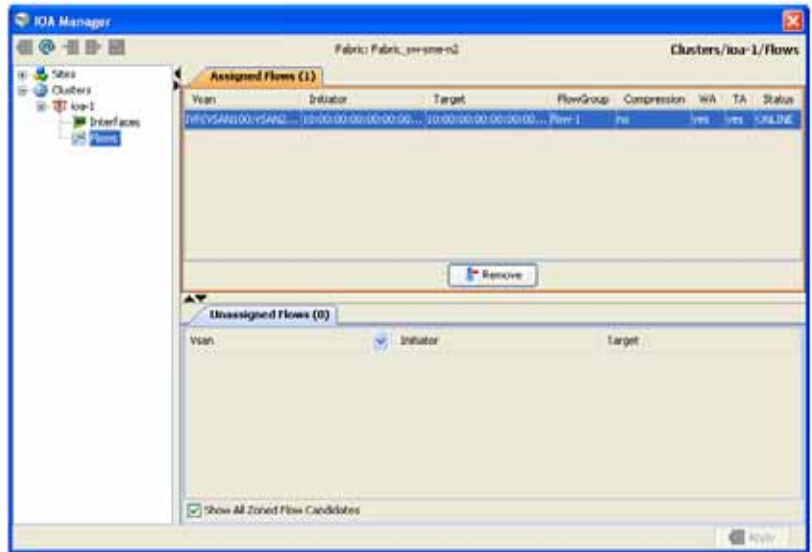 IOA Manager
Fabric: Fabric_sw-sme-n2
Clusters/ioa-1/Flows
Sites
Clusters
ioa-1
Interfaces
Flows
Assigned Flows (1)
Vsan Initiator Target FlowGroup Compression WA TA Status
IVR(VSAN100:VSAN2... 10:00:00:00:00:00:00... 10:00:00:00:00:00:00... flow-1 no yes yes ONLINE
Remove
Unassigned Flows (0)
Vsan Initiator Target
Show All Zoned Flow Candidates
Apply